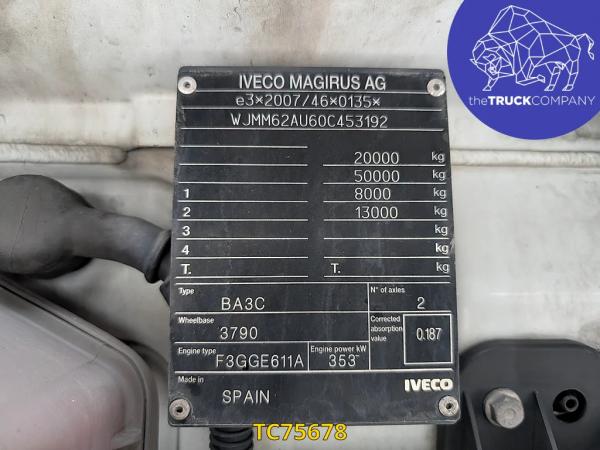 IVECO MAGIRUS AG
e3*2007/46*0135*
WJMM62AU60C453192
20000 kg
50000 kg
1 8000 kg
2 13000 kg
3 kg
4 kg
T. T. kg
Type BA3C N° of axles 2
Wheelbase 3790 Corrected absorption value 0.187
Engine type F3GGE611A Engine power kW 353~
Made in SPAIN IVECO
theTRUCKCOMPANY
TC75678